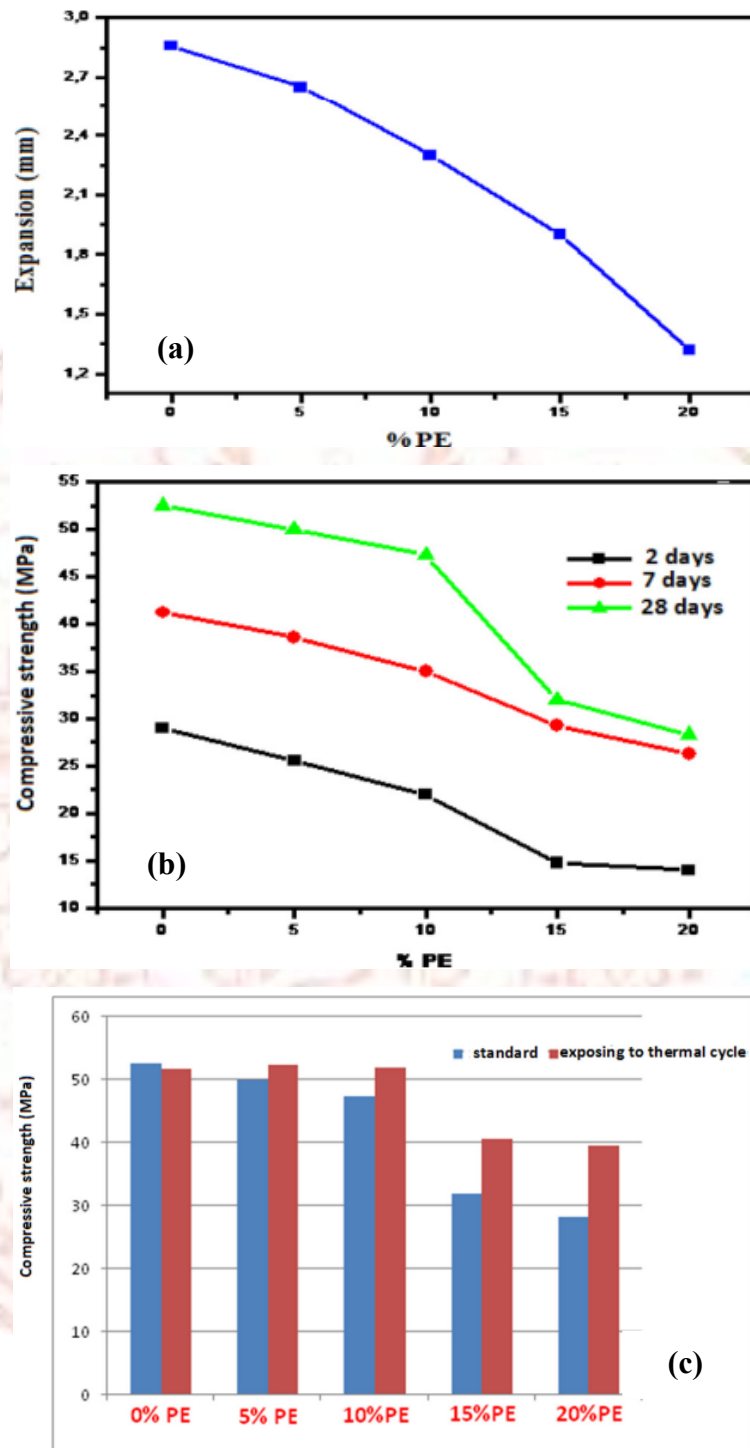 3,0
2,7
2,4
2,1
1,8
1,5
1,2
Expansion (mm)
(a)
0 5 10 15 20
% PE
55
50
45
40
35
30
25
20
15
10
Compressive strength (MPa)
2 days
7 days
28 days
(b)
0 5 10 15 20
% PE
60
50
40
30
20
10
0
Compressive strength (MPa)
standard exposing to thermal cycle
(c)
0% PE 5% PE 10%PE 15%PE 20%PE